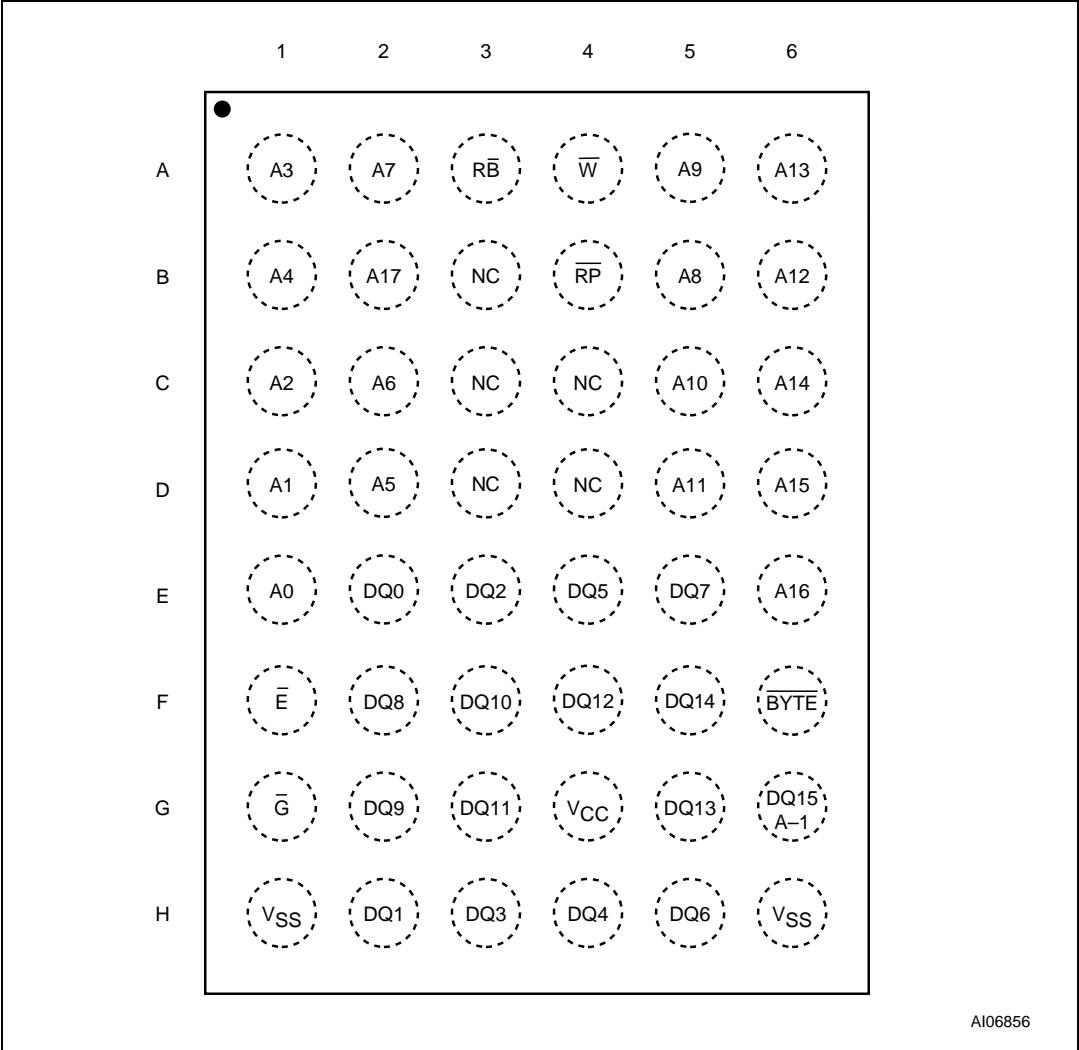 1 2 3 4 5 6
A A3 A7 RB̅ W̅ A9 A13
B A4 A17 NC R̅P̅ A8 A12
C A2 A6 NC NC A10 A14
D A1 A5 NC NC A11 A15
E A0 DQ0 DQ2 DQ5 DQ7 A16
F E̅ DQ8 DQ10 DQ12 DQ14 B̅Y̅T̅E̅
G G̅ DQ9 DQ11 VCC DQ13 DQ15
A–1
H VSS DQ1 DQ3 DQ4 DQ6 VSS
AI06856